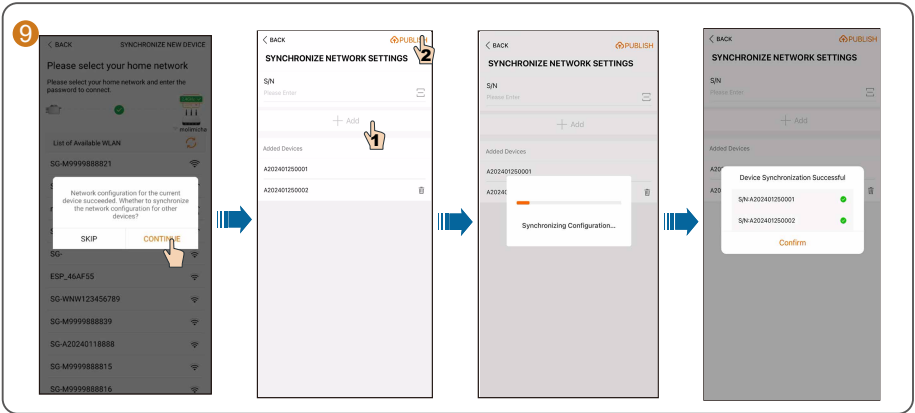 9
< BACK SYNCHRONIZE NEW DEVICE
Please select your home network
Please select your home network and enter the
password to connect.
molimicha
List of Available WLAN
SG-M9999888821
Network configuration for the current
device succeeded. Whether to synchronize
the network configuration for other
devices?
SKIP CONTINUE
SG-
ESP_46AF55
SG-WNW123456789
SG-M9999888839
SG-A20240118888
SG-M9999888815
SG-M9999888816
< BACK PUBLISH
2
SYNCHRONIZE NETWORK SETTINGS
S/N
Please Enter
+ Add
1
Added Devices
A202401250001
A202401250002
< BACK PUBLISH
SYNCHRONIZE NETWORK SETTINGS
S/N
Please Enter
+ Add
Added Devices
A202401250001
A20240
Synchronizing Configuration...
< BACK PUBLISH
SYNCHRONIZE NETWORK SETTINGS
S/N
Please Enter
+ Add
Added Devices
A20
Device Synchronization Successful
S/N:A202401250001
A20
S/N:A202401250002
Confirm